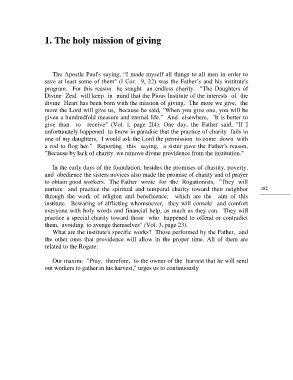 1. The holy mission of giving
The Apostle Paul's saying, "I made myself all things to all men in order to
save at least some of them" (I Cor. 9, 22) was the Father's and his institute's
program. For this reason he sought an endless charity. "The Daughters of
Divine Zeal will keep in mind that the Pious Institute of the interests of the
divine Heart has been born with the mission of giving. The more we give, the
more the Lord will give us, because he said, "When you give one, you will be
given a hundredfold measure and eternal life." And elsewhere, "It is better to
give than to receive" (Vol. 1, page 214). One day, the Father said, "If I
unfortunately happened to know in paradise that the practice of charity fails in
one of my daughters, I would ask the Lord the permission to come down with
a rod to flog her." Reporting this saying, a sister gave the Father's reason,
"Because by lack of charity we remove divine providence from the institution."
In the early days of the foundation, besides the promises of charity, poverty,
and obedience the sisters novices also made the promise of charity and of prayer
to obtain good workers. The Father wrote for the Rogationists, "They will
nurture and practice the spiritual and temporal charity toward their neighbor
through the work of religion and beneficence, which are the aim of this
institute. Bewaring of afflicting whomsoever, they will console and comfort
everyone with holy words and financial help, as much as they can. They will
practice a special charity toward those who happened to offend or contradict
them, avoiding to avenge themselves" (Vol. 3, page 23).
What are the institute's specific works? Those performed by the Father, and
the other ones that providence will allow in the proper time. All of them are
related to the Rogate:
Our maxim: "Pray, therefore, to the owner of the harvest that he will send
out workers to gather in his harvest," urges us to continuously